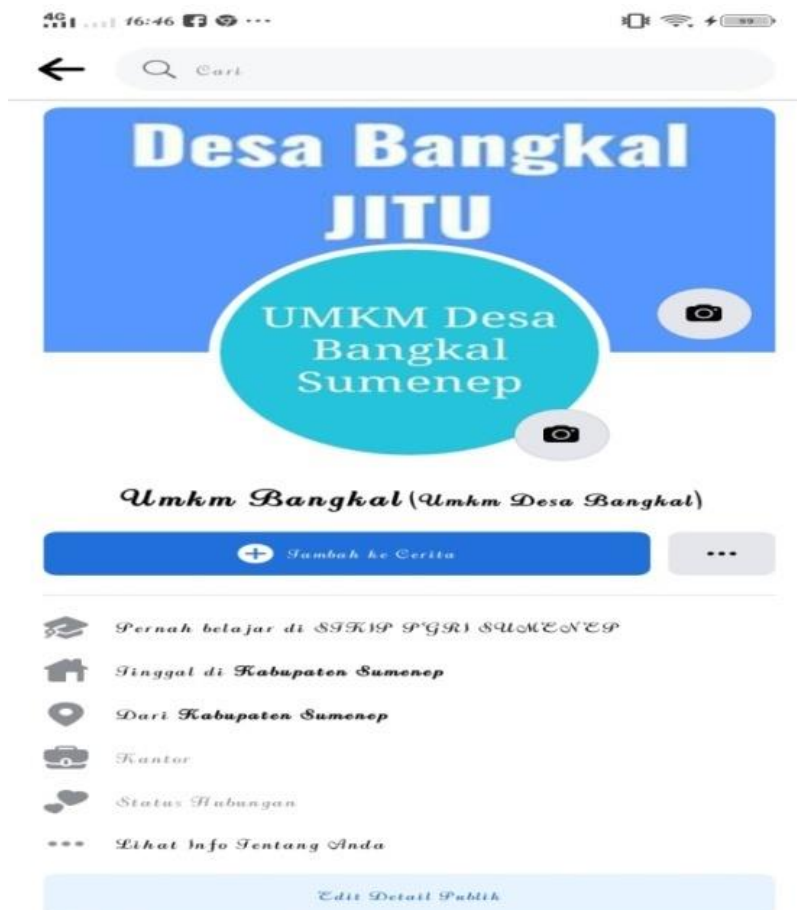 4G 16:46 ... 99
Cari
Desa Bangkal
JITU
UMKM Desa
Bangkal
Sumenep
Umkm Bangkal (Umkm Desa Bangkal)
Tambah ke Cerita
Pernah belajar di STKIP PGRI SUMENEP
Tinggal di Kabupaten Sumenep
Dari Kabupaten Sumenep
Kantor
Status Hubungan
Lihat Info Tentang Anda
Edit Detail Publik